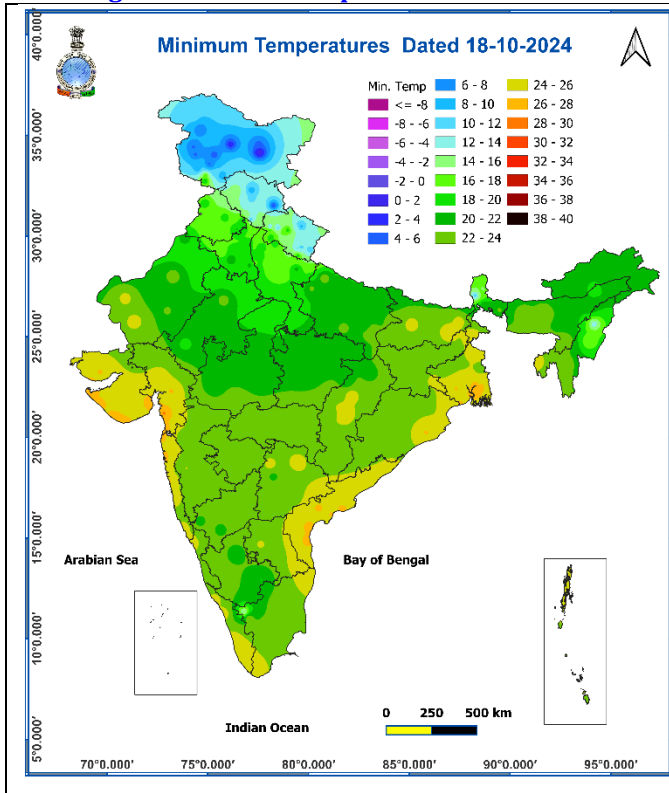 Minimum Temperatures Dated 18-10-2024
Min. Temp
<= -8
-8 - -6
-6 - -4
-4 - -2
-2 - 0
0 - 2
2 - 4
4 - 6
6 - 8
8 - 10
10 - 12
12 - 14
14 - 16
16 - 18
18 - 20
20 - 22
22 - 24
24 - 26
26 - 28
28 - 30
30 - 32
32 - 34
34 - 36
36 - 38
38 - 40
40°0.000'
35°0.000'
30°0.000'
25°0.000'
20°0.000'
15°0.000'
10°0.000'
5°0.000'
Arabian Sea
Bay of Bengal
Indian Ocean
0 250 500 km
70°0.000' 75°0.000' 80°0.000' 85°0.000' 90°0.000' 95°0.000'